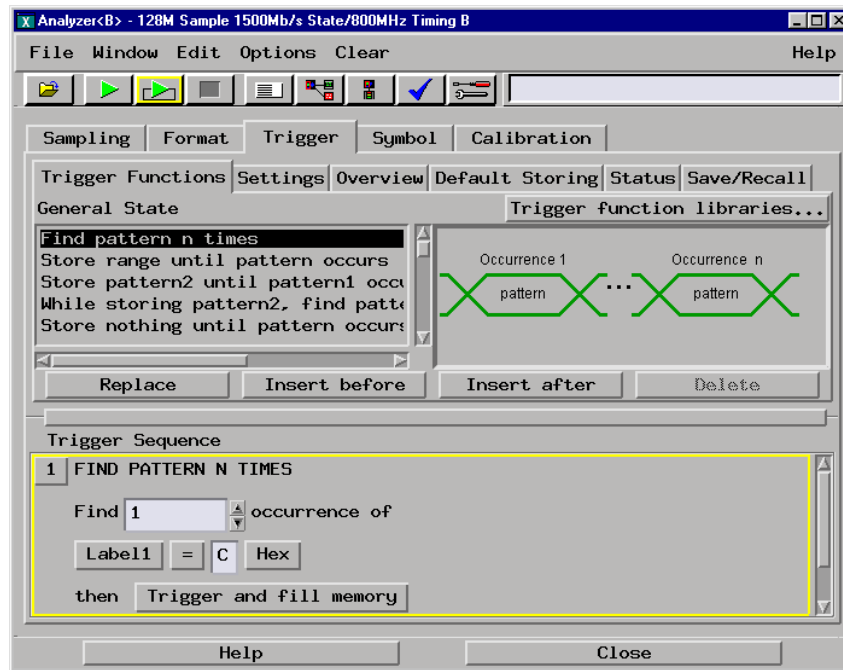 Analyzer<B> - 128M Sample 1500Mb/s State/800MHz Timing B
File Window Edit Options Clear Help
Sampling Format Trigger Symbol Calibration
Trigger Functions Settings Overview Default Storing Status Save/Recall
General State
Trigger function libraries...
Find pattern n times
Store range until pattern occurs
Store pattern2 until pattern1 occu
While storing pattern2, find patte
Store nothing until pattern occurs
Occurrence 1 Occurrence n
pattern ... pattern
Replace Insert before Insert after Delete
Trigger Sequence
1 FIND PATTERN N TIMES
Find 1 occurrence of
Label1 = C Hex
then Trigger and fill memory
Help Close